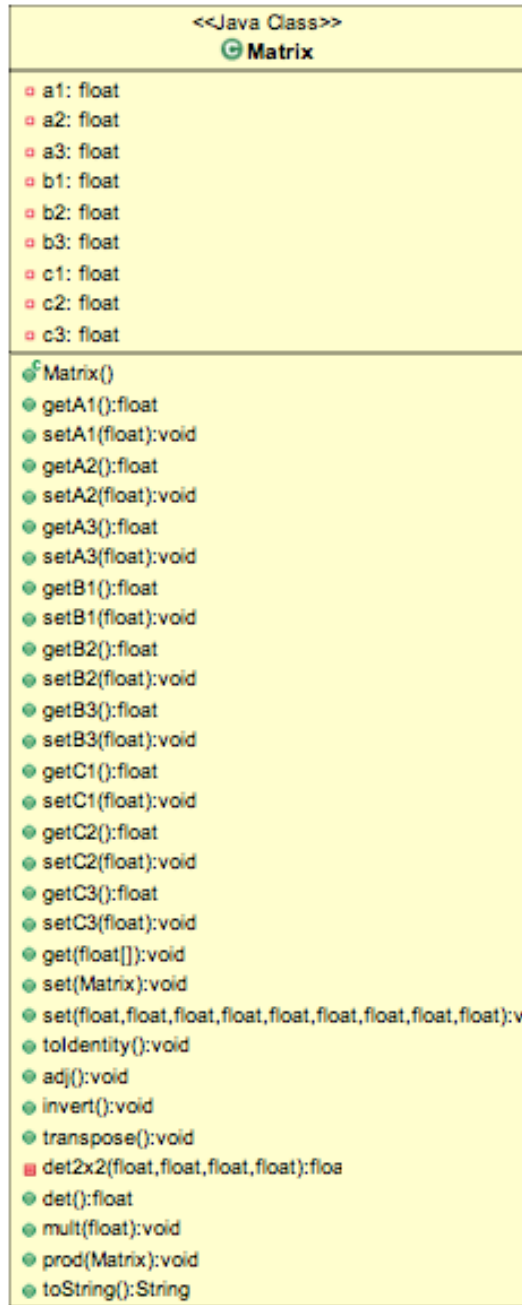 <<Java Class>>
Matrix
a1: float
a2: float
a3: float
b1: float
b2: float
b3: float
c1: float
c2: float
c3: float
Matrix()
getA1():float
setA1(float):void
getA2():float
setA2(float):void
getA3():float
setA3(float):void
getB1():float
setB1(float):void
getB2():float
setB2(float):void
getB3():float
setB3(float):void
getC1():float
setC1(float):void
getC2():float
setC2(float):void
getC3():float
setC3(float):void
get(float[]):void
set(Matrix):void
set(float,float,float,float,float,float,float,float,float):v
toIdentity():void
adj():void
invert():void
transpose():void
det2x2(float,float,float,float):floa
det():float
mult(float):void
prod(Matrix):void
toString():String